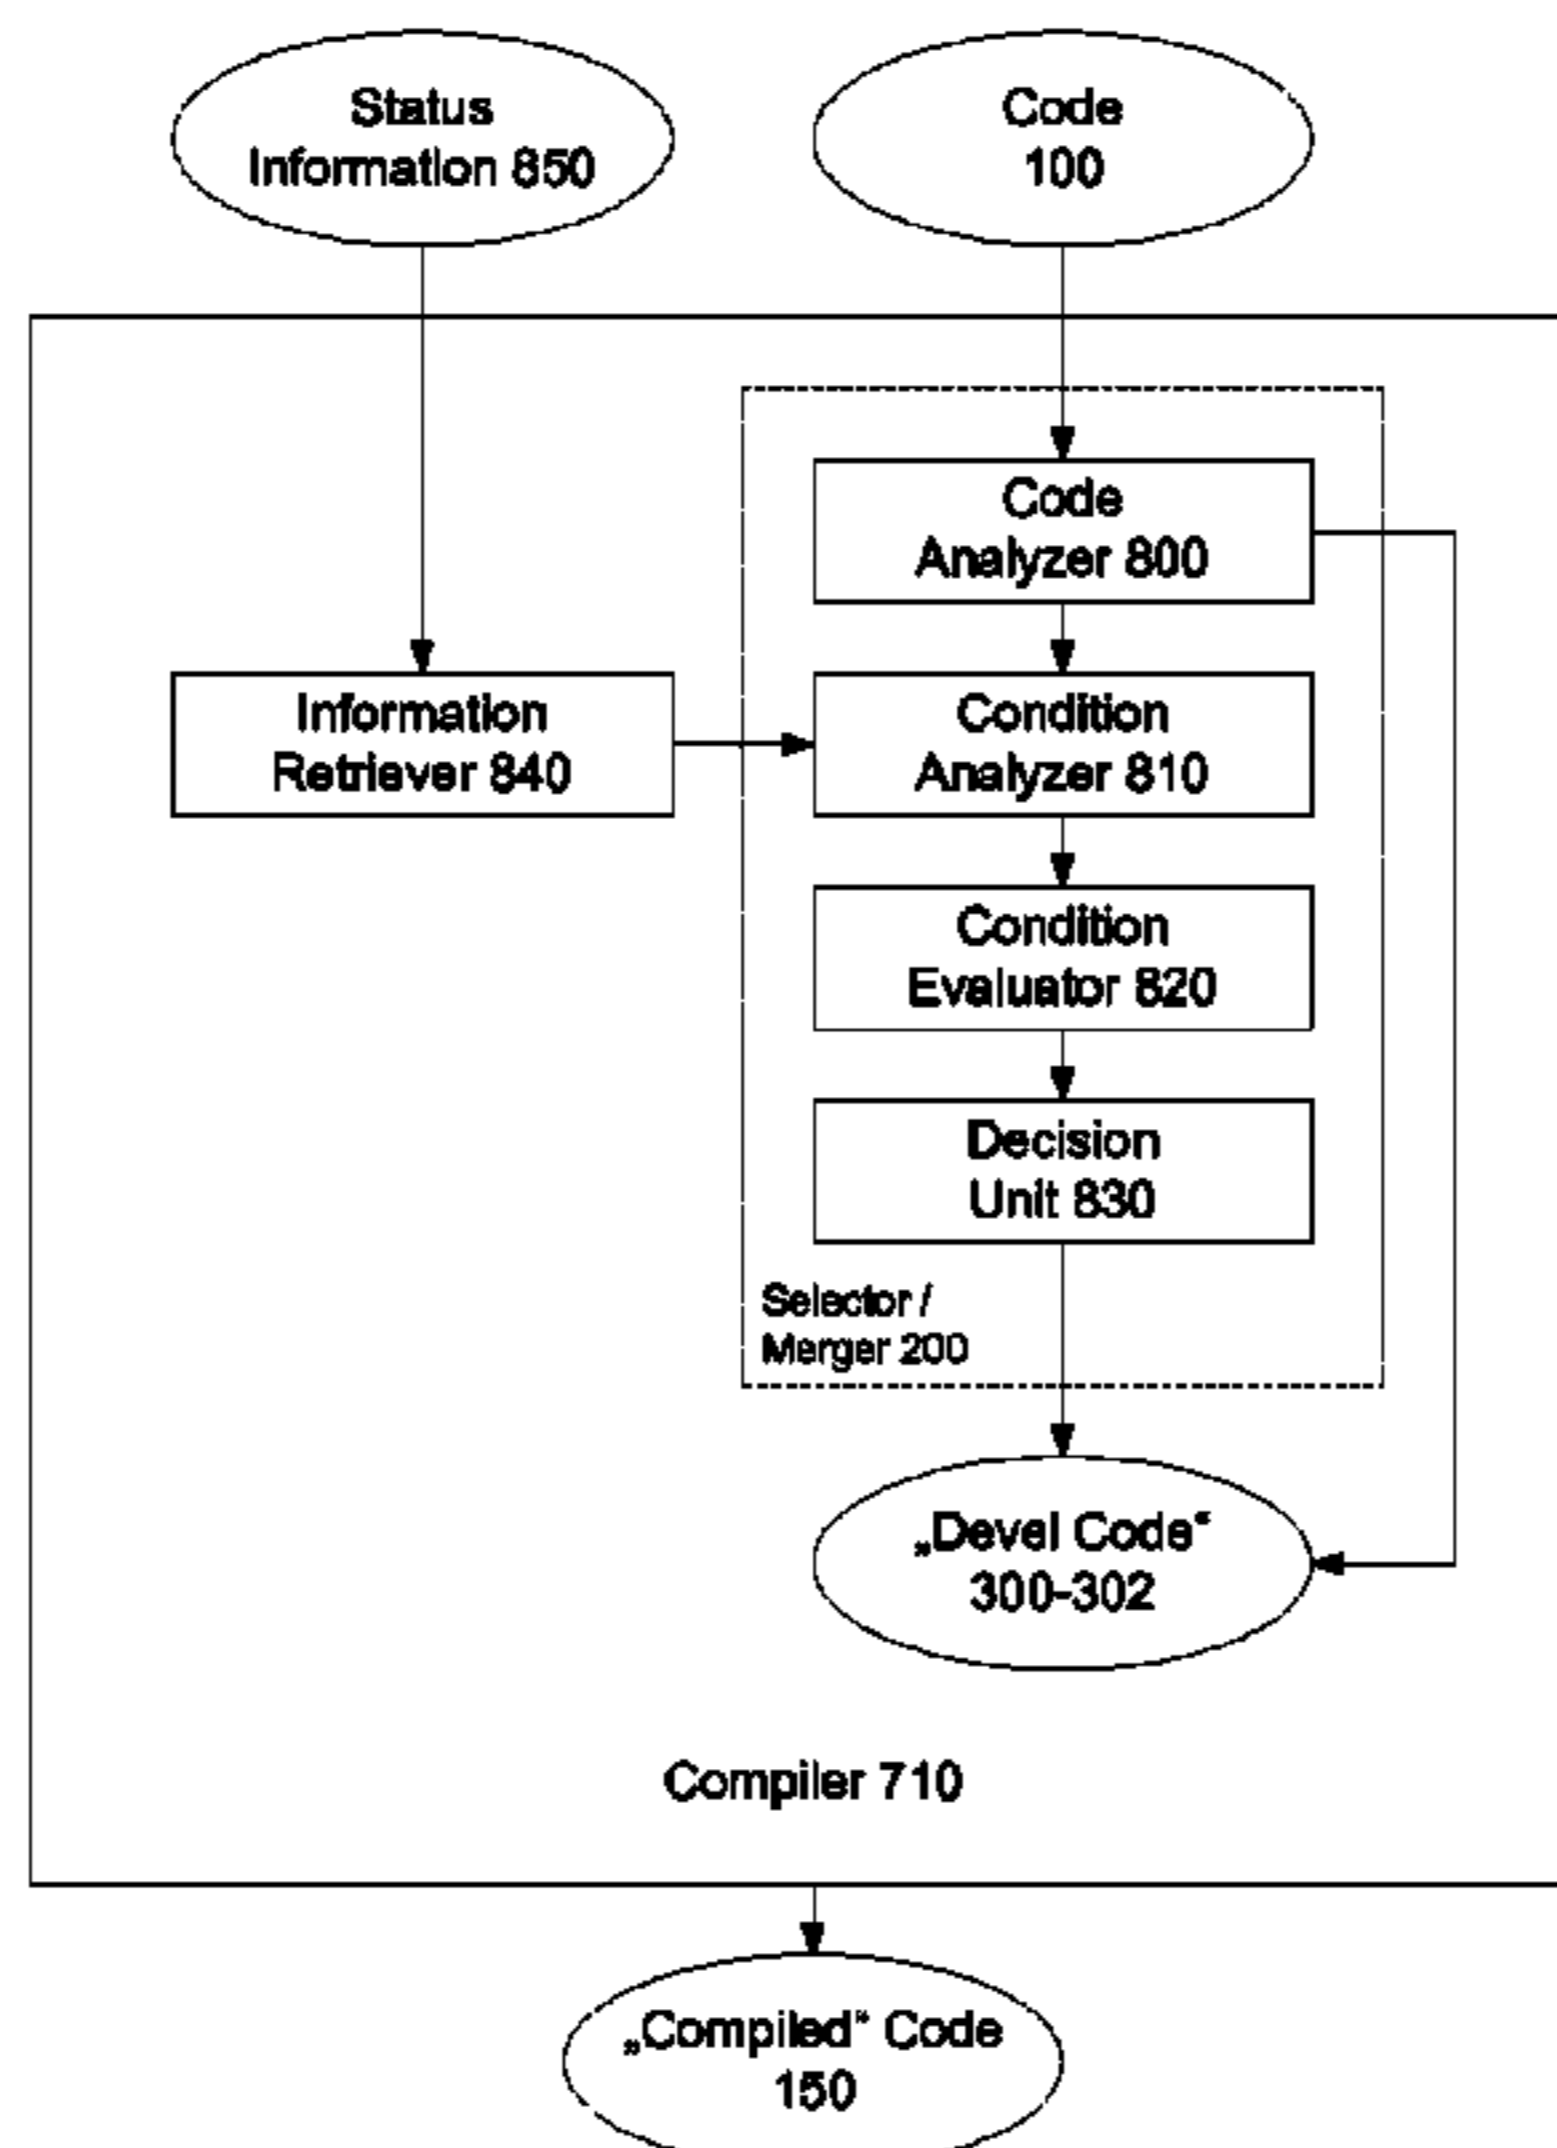 Status
Information 850
Code
100
Code
Analyzer 800
Information
Retriever 840
Condition
Analyzer 810
Condition
Evaluator 820
Decision
Unit 830
Selector /
Merger 200
„Devel Code“
300-302
Compiler 710
„Compiled“ Code
150